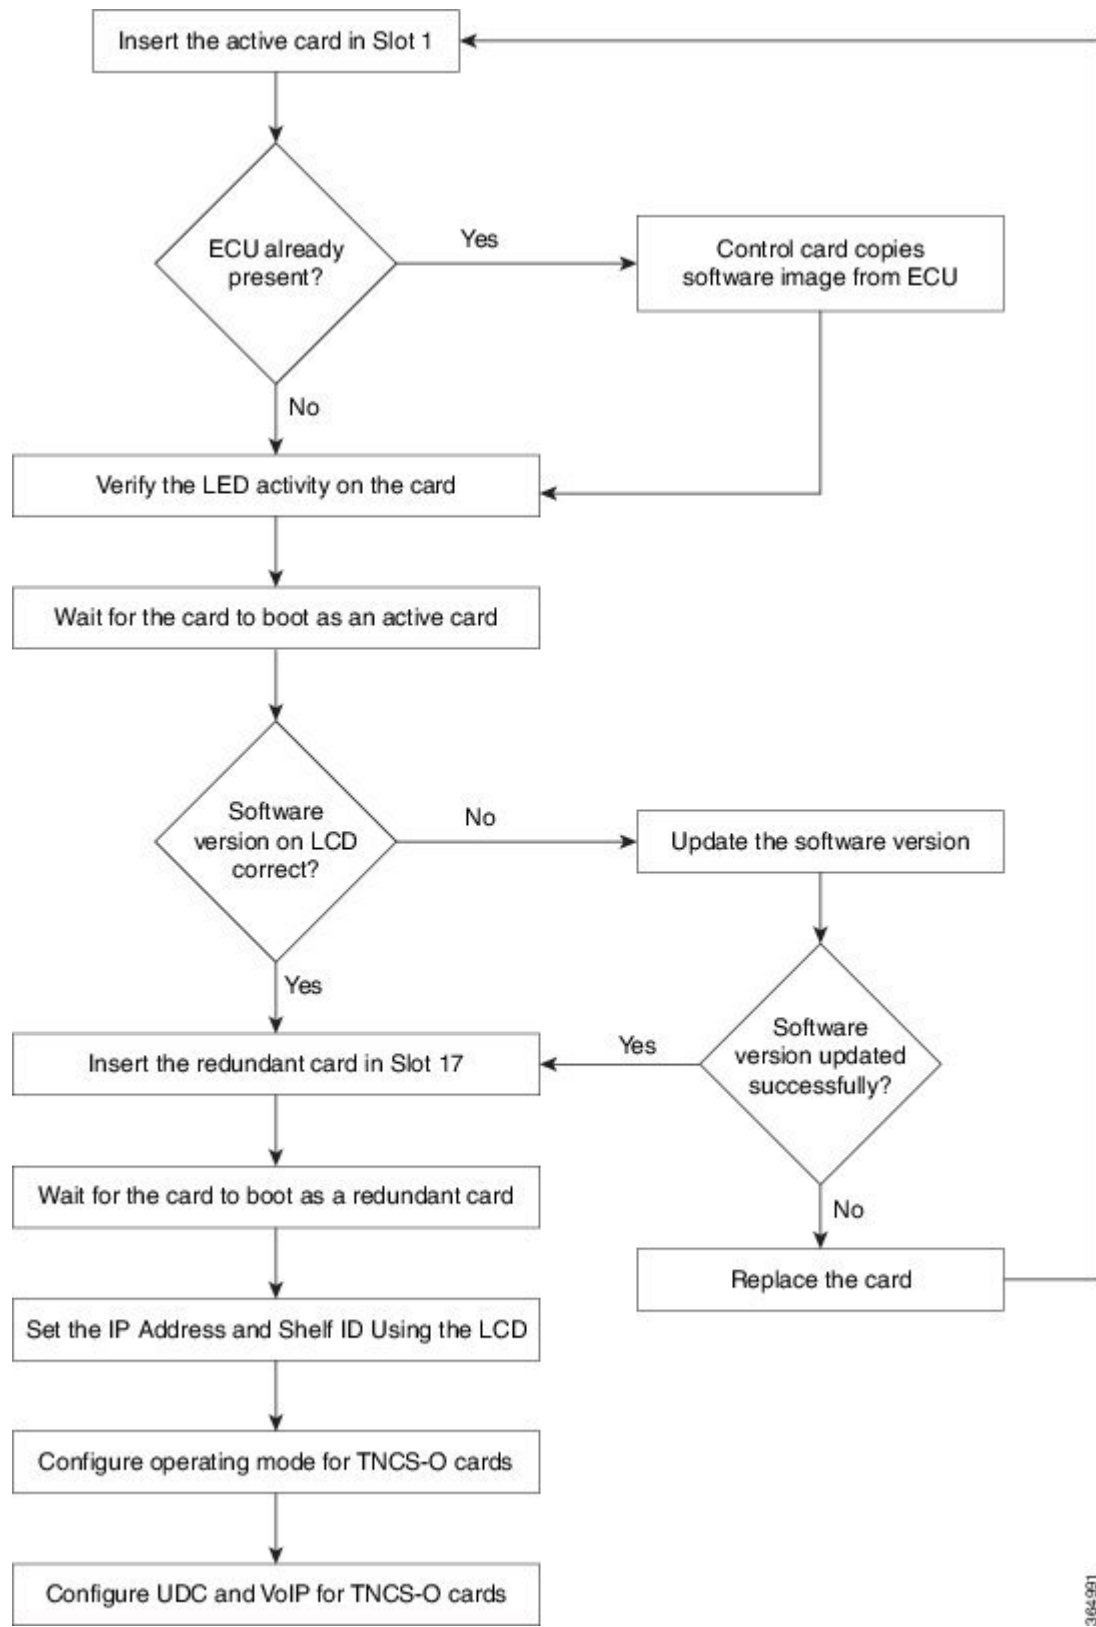 Insert the active card in Slot 1
ECU already
present?
Yes
Control card copies
software image from ECU
No
Verify the LED activity on the card
Wait for the card to boot as an active card
Software
version on LCD
correct?
No
Update the software version
Yes
Software
version updated
successfully?
Yes
Insert the redundant card in Slot 17
Wait for the card to boot as a redundant card
No
Replace the card
Set the IP Address and Shelf ID Using the LCD
Configure operating mode for TNCS-O cards
Configure UDC and VoIP for TNCS-O cards
364991